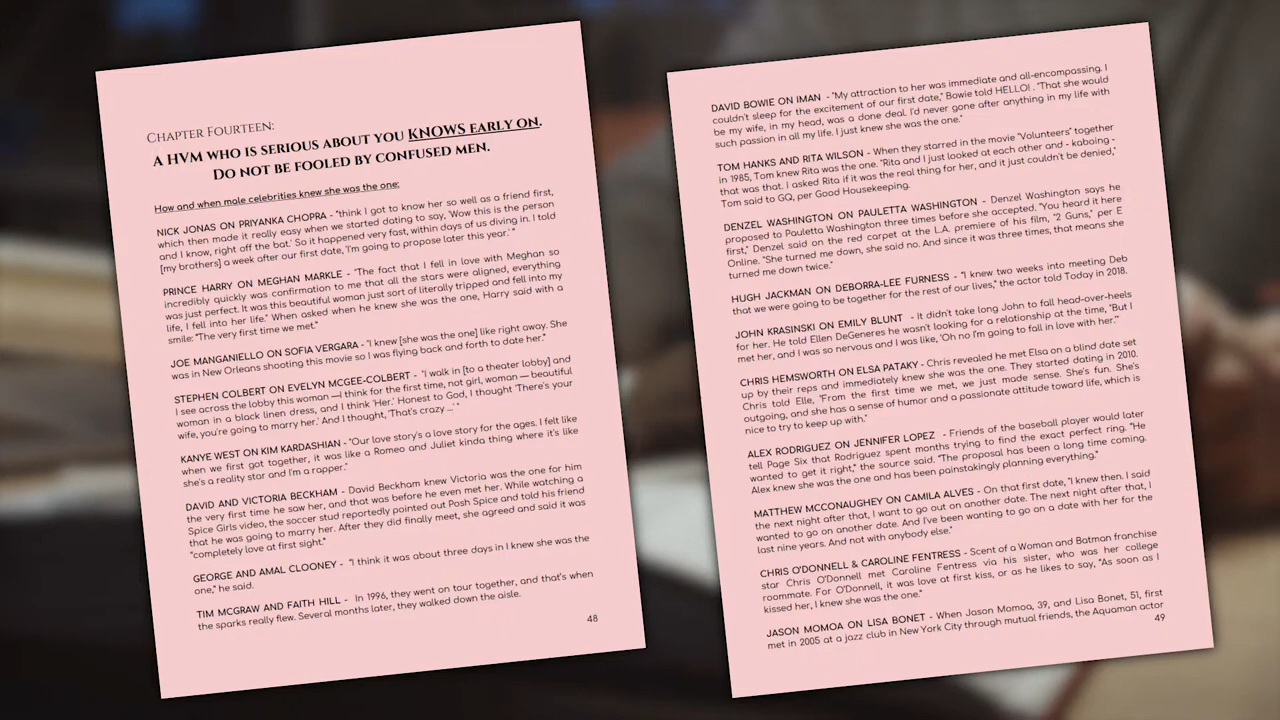 CHAPTER FOURTEEN:
A HVM WHO IS SERIOUS ABOUT YOU KNOWS EARLY ON.
DO NOT BE FOOLED BY CONFUSED MEN.
How and when male celebrities knew she was the one:
NICK JONAS ON PRIYANKA CHOPRA - "think I got to know her so well as a friend first,
which then made it really easy when we started dating to say, 'Wow this is the person
and I know, right off the bat.' So it happened very fast, within days of us diving in. I told
[my brothers] a week after our first date, 'I'm going to propose later this year.' "
PRINCE HARRY ON MEGHAN MARKLE - "The fact that I fell in love with Meghan so
incredibly quickly was confirmation to me that all the stars were aligned, everything
was just perfect. It was this beautiful woman just sort of literally tripped and fell into my
life, I fell into her life." When asked when he knew she was the one, Harry said with a
smile: "The very first time we met."
JOE MANGANIELLO ON SOFIA VERGARA - "I knew [she was the one] like right away. She
was in New Orleans shooting this movie so I was flying back and forth to date her."
STEPHEN COLBERT ON EVELYN MCGEE-COLBERT - "I walk in [to a theater lobby] and
I see across the lobby this woman —I think for the first time, not girl, woman — beautiful
woman in a black linen dress, and I think 'Her.' Honest to God, I thought 'There's your
wife, you're going to marry her.' And I thought, 'That's crazy ... ' "
KANYE WEST ON KIM KARDASHIAN - "Our love story's a love story for the ages. I felt like
when we first got together, it was like a Romeo and Juliet kinda thing where it's like
she's a reality star and I'm a rapper."
DAVID AND VICTORIA BECKHAM - David Beckham knew Victoria was the one for him
the very first time he saw her, and that was before he even met her. While watching a
Spice Girls video, the soccer stud reportedly pointed out Posh Spice and told his friend
that he was going to marry her. After they did finally meet, she agreed and said it was
"completely love at first sight."
GEORGE AND AMAL CLOONEY - "I think it was about three days in I knew she was the
one," he said.
TIM MCGRAW AND FAITH HILL - In 1996, they went on tour together, and that's when
the sparks really flew. Several months later, they walked down the aisle.
48
DAVID BOWIE ON IMAN - "My attraction to her was immediate and all-encompassing. I
couldn't sleep for the excitement of our first date," Bowie told HELLO! . "That she would
be my wife, in my head, was a done deal. I'd never gone after anything in my life with
such passion in all my life. I just knew she was the one."
TOM HANKS AND RITA WILSON - When they starred in the movie "Volunteers" together
in 1985, Tom knew Rita was the one. "Rita and I just looked at each other and - kaboing -
that was that. I asked Rita if it was the real thing for her, and it just couldn't be denied,"
Tom said to GQ, per Good Housekeeping.
DENZEL WASHINGTON ON PAULETTA WASHINGTON - Denzel Washington says he
proposed to Pauletta Washington three times before she accepted. "You heard it here
first," Denzel said on the red carpet at the L.A. premiere of his film, "2 Guns," per E
Online. "She turned me down, she said no. And since it was three times, that means she
turned me down twice."
HUGH JACKMAN ON DEBORRA-LEE FURNESS - "I knew two weeks into meeting Deb
that we were going to be together for the rest of our lives," the actor told Today in 2018.
JOHN KRASINSKI ON EMILY BLUNT - It didn't take long John to fall head-over-heels
for her. He told Ellen DeGeneres he wasn't looking for a relationship at the time, "But I
met her, and I was so nervous and I was like, 'Oh no I'm going to fall in love with her.'"
CHRIS HEMSWORTH ON ELSA PATAKY - Chris revealed he met Elsa on a blind date set
up by their reps and immediately knew she was the one. They started dating in 2010.
Chris told Elle, "From the first time we met, we just made sense. She's fun. She's
outgoing, and she has a sense of humor and a passionate attitude toward life, which is
nice to try to keep up with."
ALEX RODRIGUEZ ON JENNIFER LOPEZ - Friends of the baseball player would later
tell Page Six that Rodriguez spent months trying to find the exact perfect ring. "He
wanted to get it right," the source said. "The proposal has been a long time coming.
Alex knew she was the one and has been painstakingly planning everything."
MATTHEW MCCONAUGHEY ON CAMILA ALVES - On that first date, "I knew then. I said
the next night after that, I want to go out on another date. The next night after that, I
wanted to go on another date. And I've been wanting to go on a date with her for the
last nine years. And not with anybody else."
CHRIS O'DONNELL & CAROLINE FENTRESS - Scent of a Woman and Batman franchise
star Chris O'Donnell met Caroline Fentress via his sister, who was her college
roommate. For O'Donnell, it was love at first kiss, or as he likes to say, "As soon as I
kissed her, I knew she was the one."
JASON MOMOA ON LISA BONET - When Jason Momoa, 39, and Lisa Bonet, 51, first
met in 2005 at a jazz club in New York City through mutual friends, the Aquaman actor
49